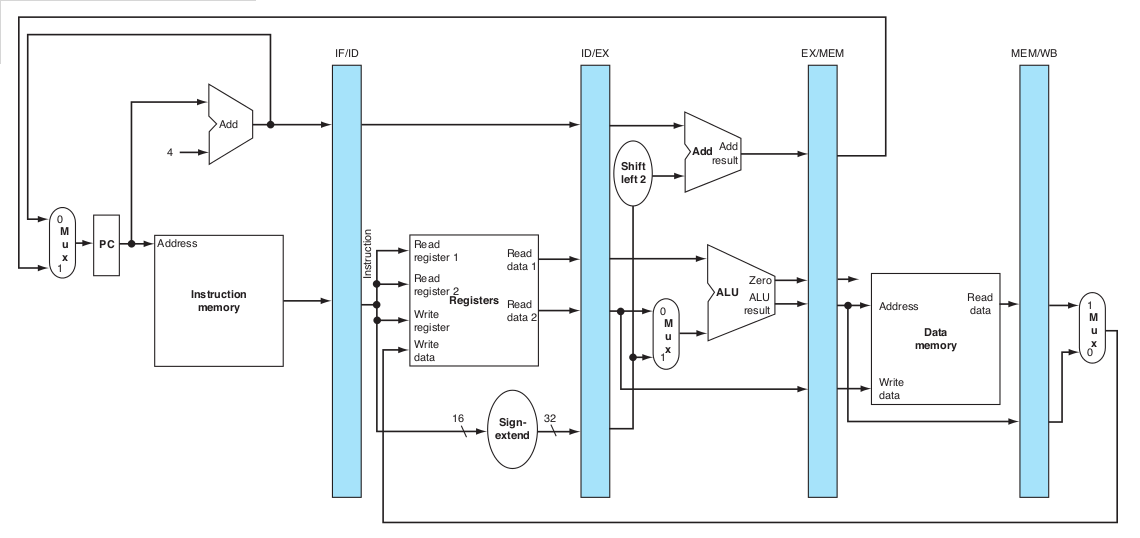 IF/ID
ID/EX
EX/MEM
MEM/WB
Add
4
Add
Add
result
Shift
left 2
0
M
u
x
1
PC
Address
Instruction
memory
Instruction
Read
register 1
Read
register 2
Write
register
Write
data
Registers
Read
data 1
Read
data 2
16
Sign-
extend
32
0
M
u
x
1
ALU
Zero
ALU
result
Address
Read
data
Data
memory
Write
data
1
M
u
x
0